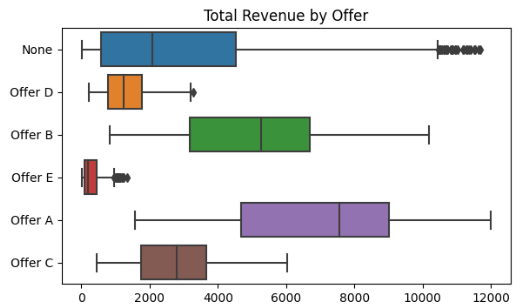 Total Revenue by Offer
None
Offer D
Offer B
Offer E
Offer A
Offer C
0 2000 4000 6000 8000 10000 12000